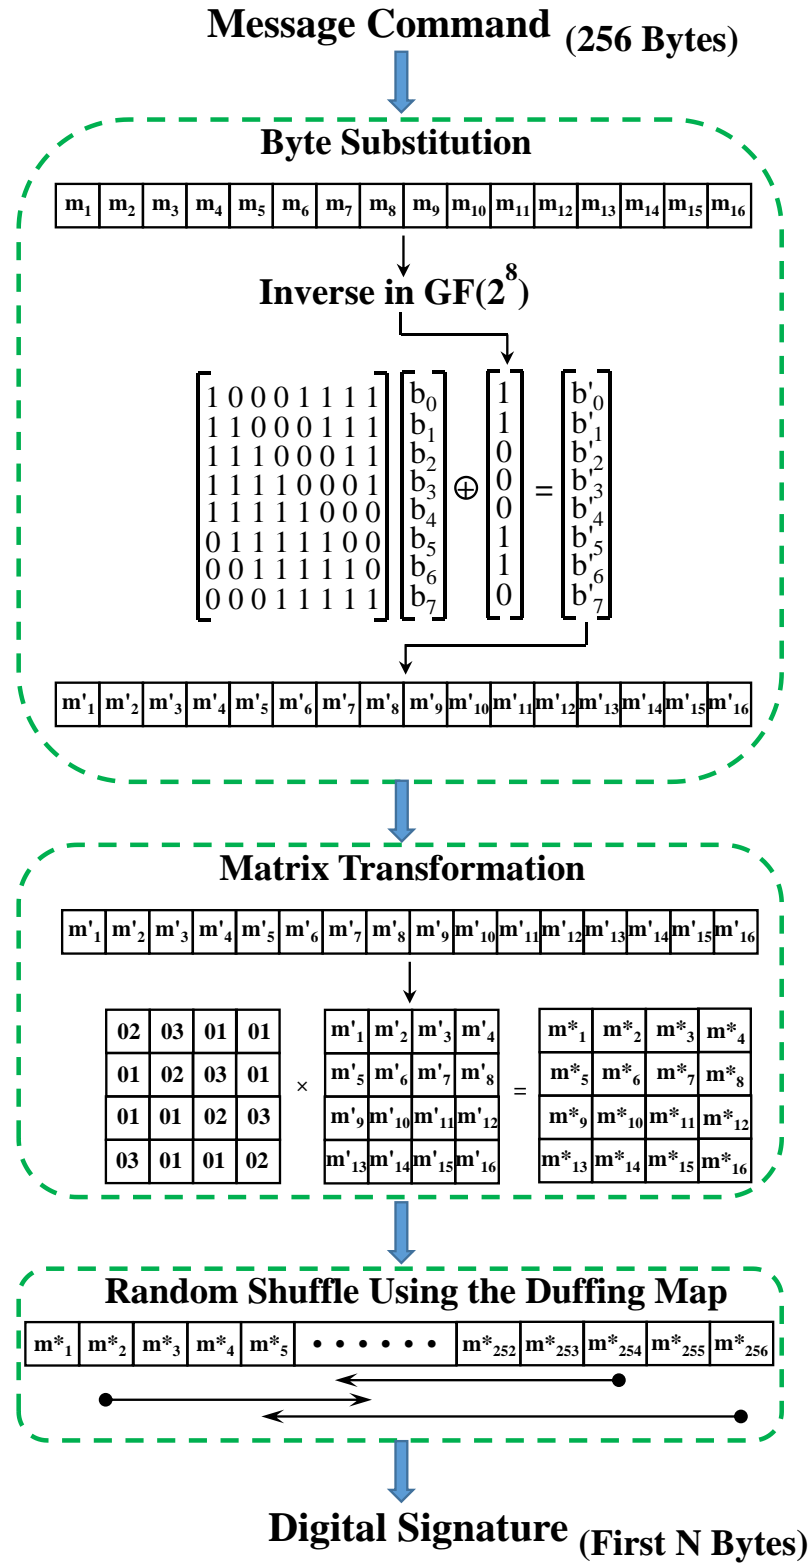 Message Command (256 Bytes)
Byte Substitution
m1 m2 m3 m4 m5 m6 m7 m8 m9 m10 m11 m12 m13 m14 m15 m16
Inverse in GF(2^8)
1 0 0 0 1 1 1 1 b0 1 b'0
1 1 0 0 0 1 1 1 b1 1 b'1
1 1 1 0 0 0 1 1 b2 0 b'2
1 1 1 1 0 0 0 1 b3 ⊕ 0 = b'3
1 1 1 1 1 0 0 0 b4 0 b'4
0 1 1 1 1 1 0 0 b5 1 b'5
0 0 1 1 1 1 1 0 b6 1 b'6
0 0 0 1 1 1 1 1 b7 0 b'7
m'1 m'2 m'3 m'4 m'5 m'6 m'7 m'8 m'9 m'10 m'11 m'12 m'13 m'14 m'15 m'16
Matrix Transformation
m'1 m'2 m'3 m'4 m'5 m'6 m'7 m'8 m'9 m'10 m'11 m'12 m'13 m'14 m'15 m'16
02 03 01 01 m'1 m'2 m'3 m'4 m*1 m*2 m*3 m*4
01 02 03 01 × m'5 m'6 m'7 m'8 = m*5 m*6 m*7 m*8
01 01 02 03 m'9 m'10 m'11 m'12 m*9 m*10 m*11 m*12
03 01 01 02 m'13 m'14 m'15 m'16 m*13 m*14 m*15 m*16
Random Shuffle Using the Duffing Map
m*1 m*2 m*3 m*4 m*5 • • • • • • m*252 m*253 m*254 m*255 m*256
Digital Signature (First N Bytes)